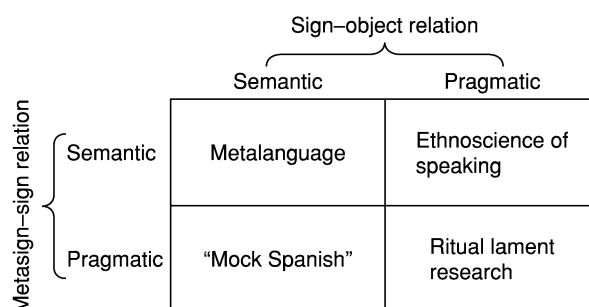 Sign–object relation
Semantic
Pragmatic
Metasign–sign relation
Semantic
Metalanguage
Ethnoscience of
speaking
Pragmatic
“Mock Spanish”
Ritual lament
research